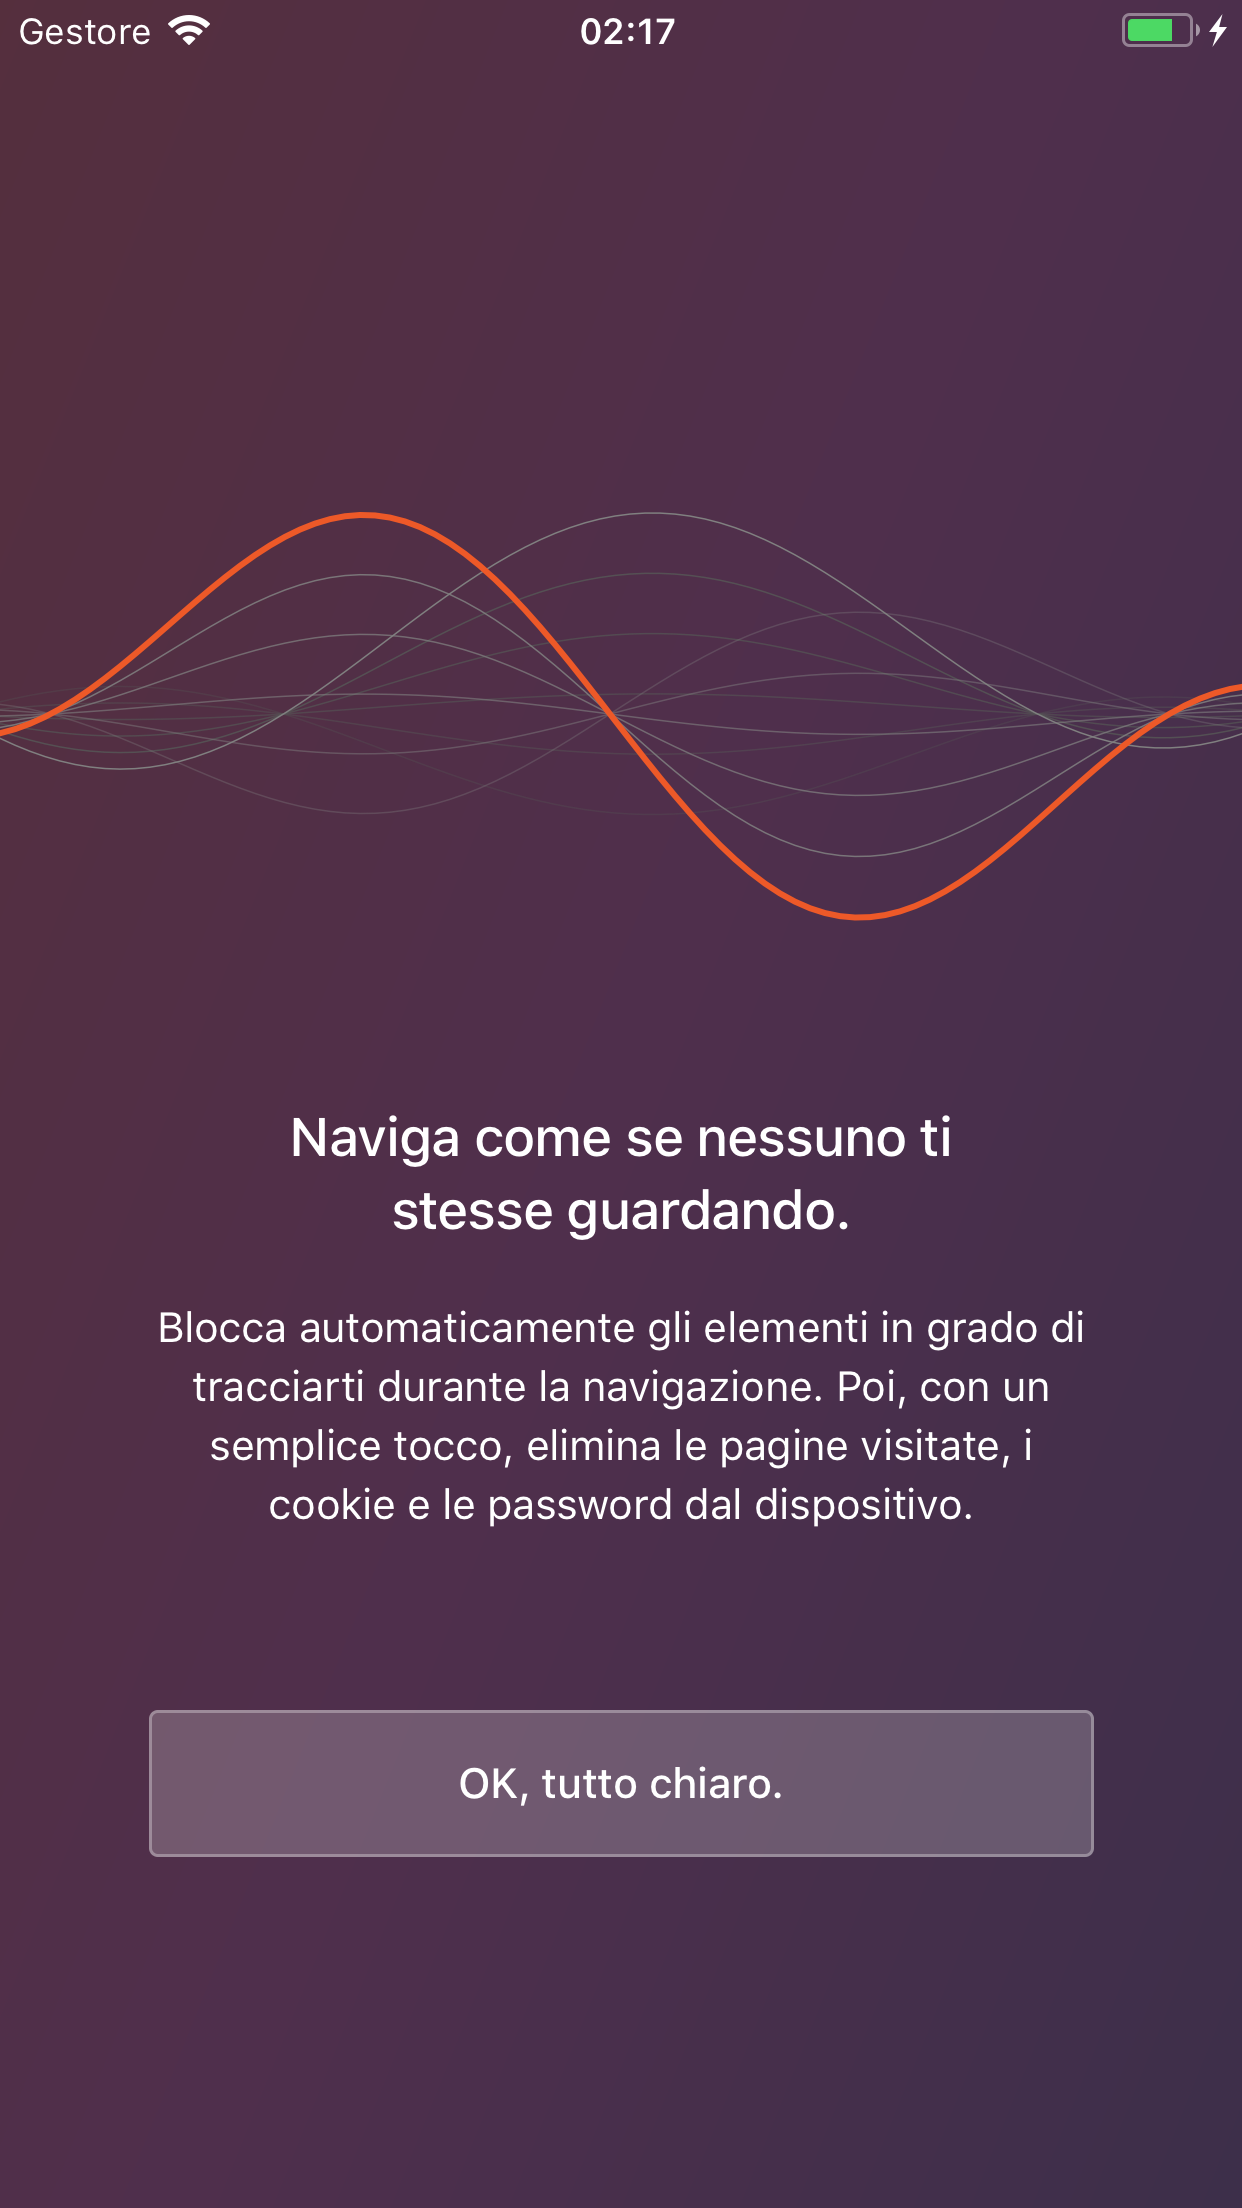 Gestore
02:17
Naviga come se nessuno ti
stesse guardando.
Blocca automaticamente gli elementi in grado di
tracciarti durante la navigazione. Poi, con un
semplice tocco, elimina le pagine visitate, i
cookie e le password dal dispositivo.
OK, tutto chiaro.